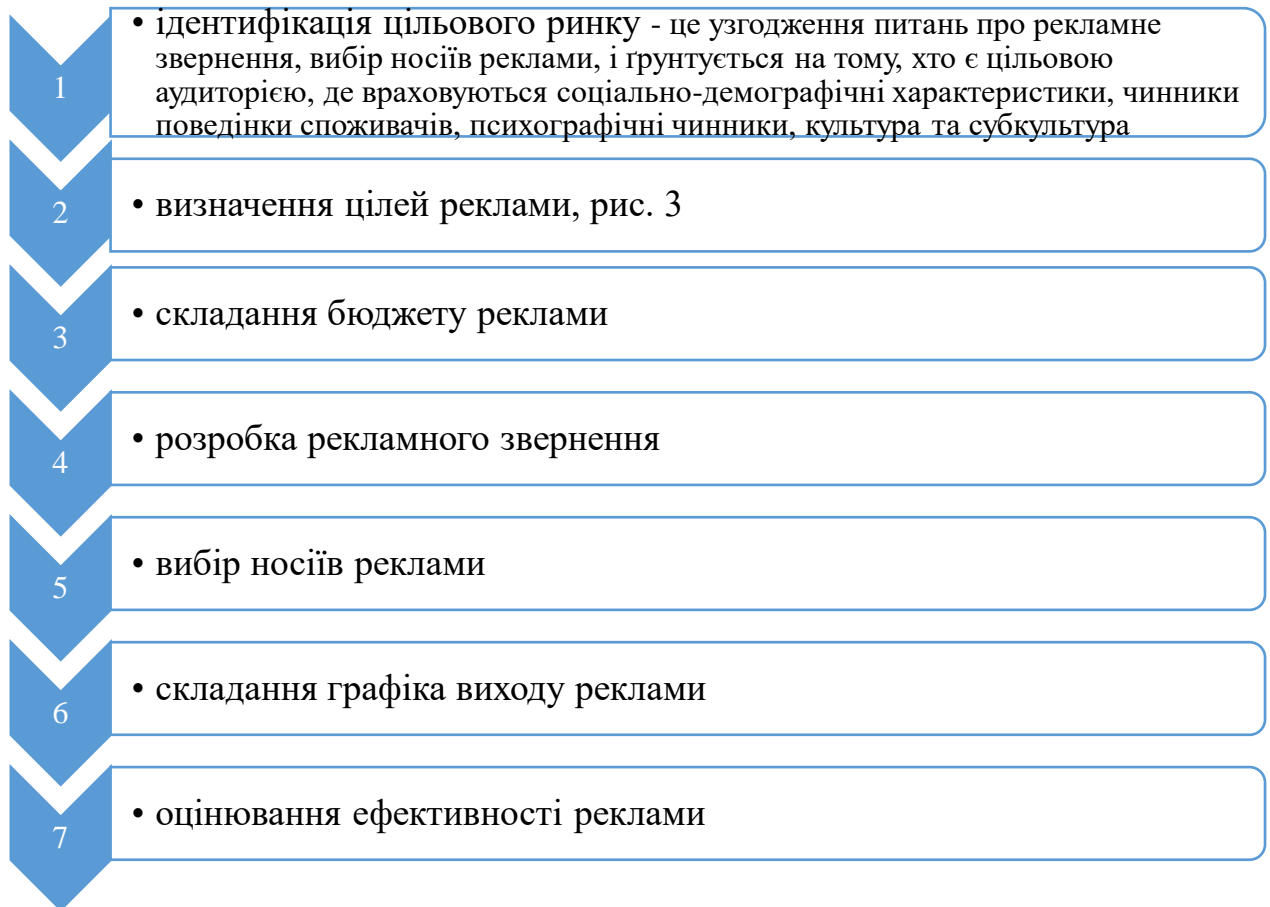 1
• ідентифікація цільового ринку - це узгодження питань про рекламне
звернення, вибір носіїв реклами, і ґрунтується на тому, хто є цільовою
аудиторією, де враховуються соціально-демографічні характеристики, чинники
поведінки споживачів, психографічні чинники, культура та субкультура
2
• визначення цілей реклами, рис. 3
3
• складання бюджету реклами
4
• розробка рекламного звернення
5
• вибір носіїв реклами
6
• складання графіка виходу реклами
7
• оцінювання ефективності реклами